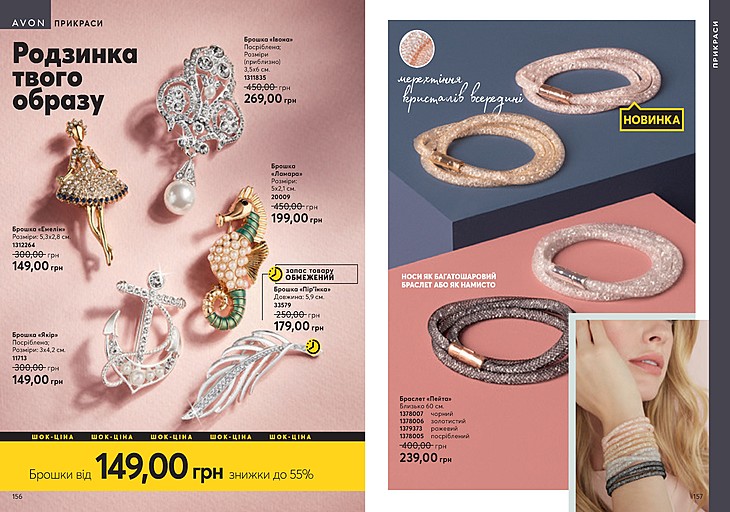 AVON ПРИКРАСИ
Родзинка
твого
образу
Брошка «Івона»
Посріблена;
Розміри
(приблизно)
3,5х6 см.
1311835
450,00 грн
269,00 грн
Брошка
«Ламара»
Розміри:
5х2,1 см.
20009
450,00 грн
199,00 грн
Брошка «Емелін»
Розміри: 5,3х2,8 см.
1312264
300,00 грн
149,00 грн
запас товару
ОБМЕЖЕНИЙ
Брошка «Пір'їнка»
Довжина: 5,9 см.
33579
250,00 грн
179,00 грн
Брошка «Якір»
Посріблена;
Розміри: 3х4,2 см.
11713
300,00 грн
149,00 грн
ШОК-ЦІНА ШОК-ЦІНА ШОК-ЦІНА ШОК-ЦІНА ШОК-ЦІНА
Брошки від 149,00 грн знижки до 55%
156
ПРИКРАСИ
мерехтіння
кристалів всередині
НОВИНКА
НОСИ ЯК БАГАТОШАРОВИЙ
БРАСЛЕТ АБО ЯК НАМИСТО
Браслет «Пейта»
Близько 60 см.
1378007 чорний
1378006 золотистий
1379373 рожевий
1378005 посріблений
400,00 грн
239,00 грн
157